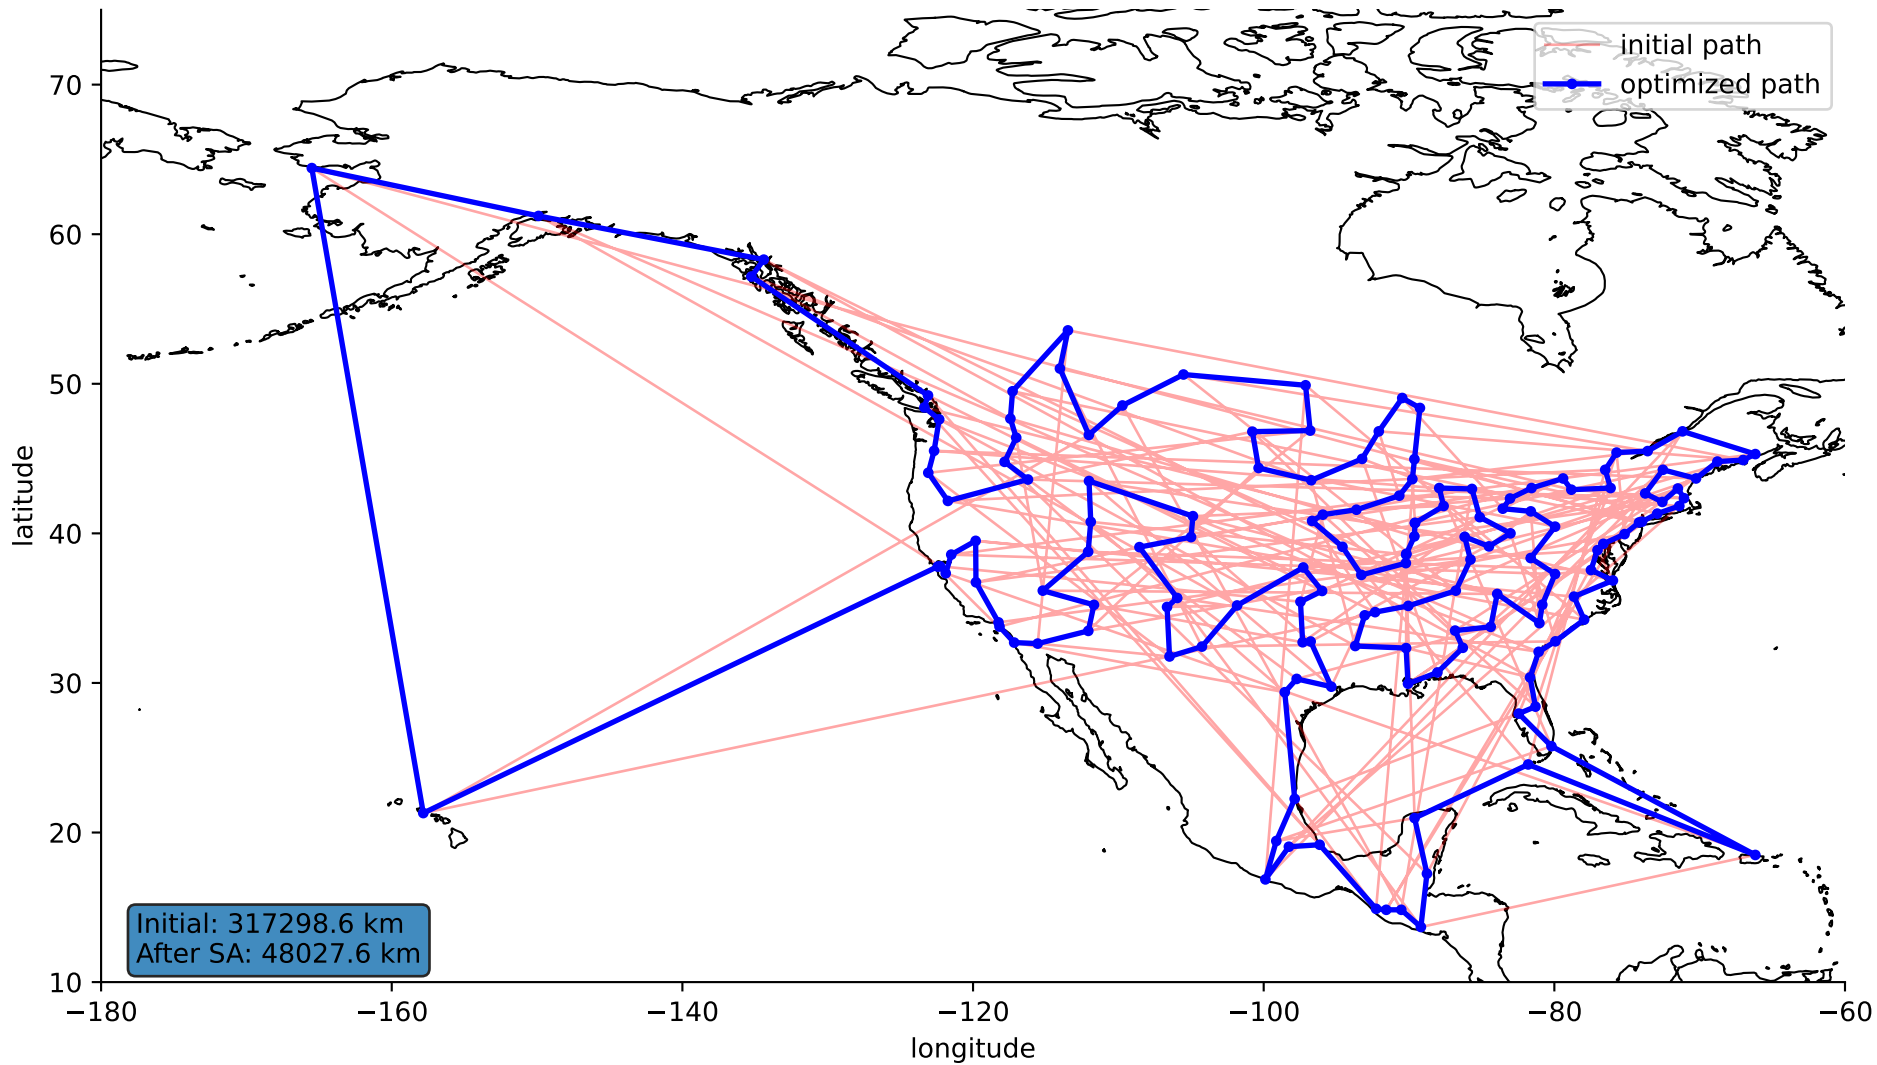 initial path
optimized path
70
60
50
40
30
20
10
latitude
Initial: 317298.6 km
After SA: 48027.6 km
−180
−160
−140
−120
−100
−80
−60
longitude